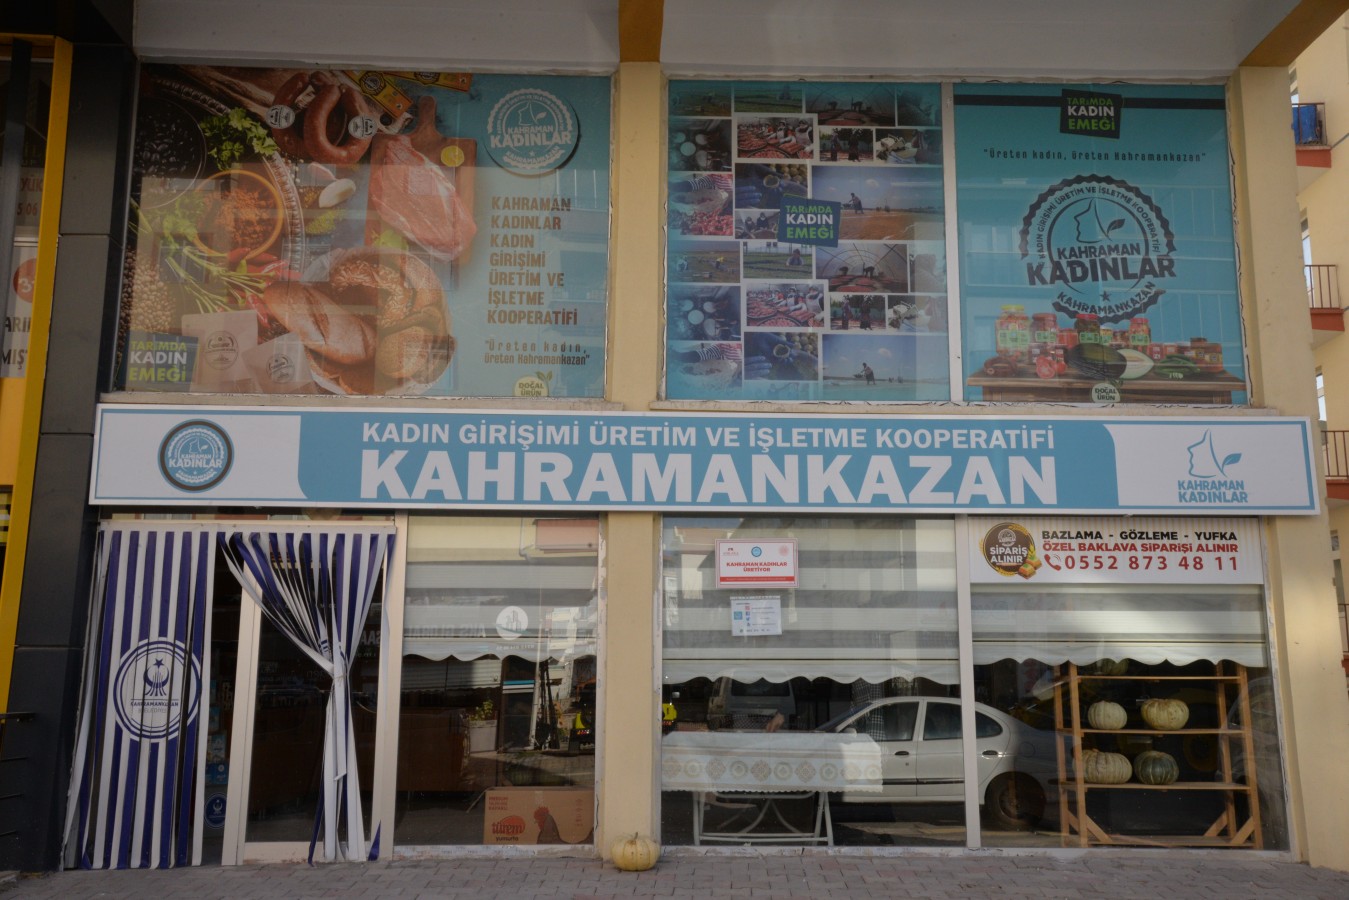 KAHRAMAN
KADINLAR
KAHRAMAN
KADINLAR
KADIN
GİRİŞİMİ
ÜRETİM VE
İŞLETME
KOOPERATİFİ
"Üreten kadın,
üreten Kahramankazan"
TARIMDA
KADIN
EMEĞİ
DOĞAL
ÜRÜN
TARIMDA
KADIN
EMEĞİ
TARIMDA
KADIN
EMEĞİ
"Üreten kadın, üreten Kahramankazan"
KADIN GİRİŞİMİ ÜRETİM VE İŞLETME KOOPERATİFİ
KAHRAMAN
KADINLAR
KAHRAMANKAZAN
DOĞAL
ÜRÜN
KAHRAMAN
KADINLAR
KADIN GİRİŞİMİ ÜRETİM VE İŞLETME KOOPERATİFİ
KAHRAMANKAZAN
KAHRAMAN
KADINLAR
SİPARİŞ
ALINIR
BAZLAMA - GÖZLEME - YUFKA
ÖZEL BAKLAVA SİPARİŞİ ALINIR
0552 873 48 11
KAHRAMAN KADINLAR
ÜRETİYOR
KAHRAMANKAZAN
türem